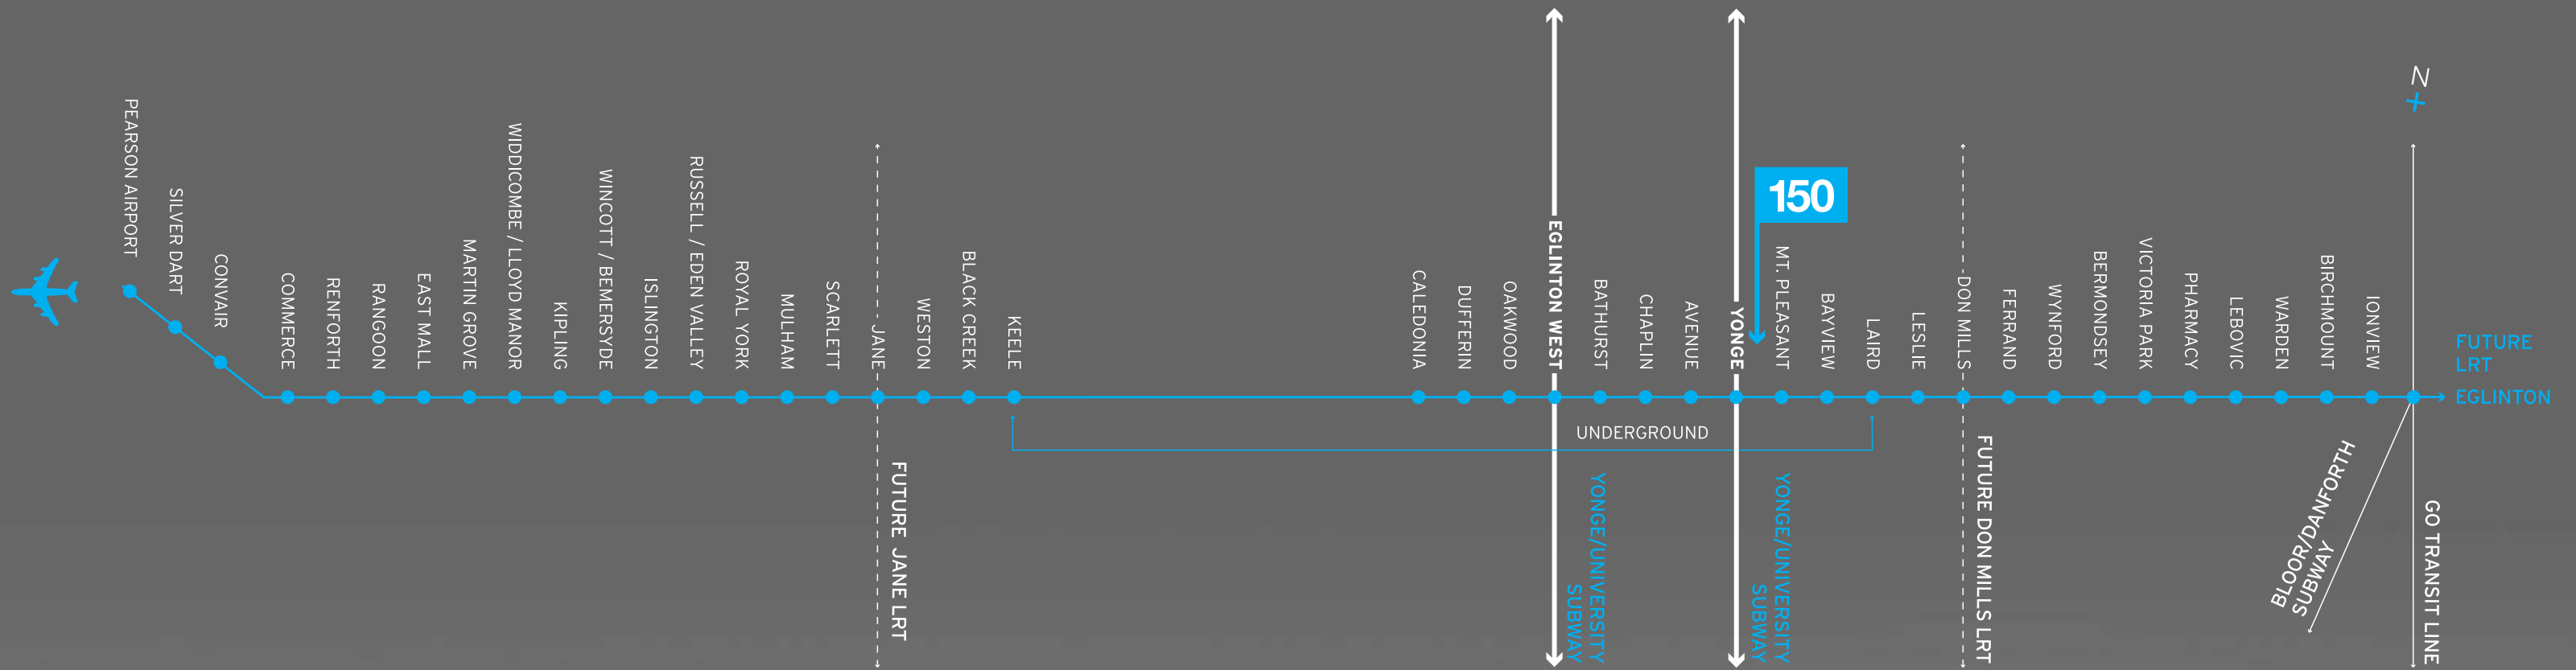 PEARSON AIRPORT
SILVER DART
CONVAIR
COMMERCE
RENFORTH
RANGOON
EAST MALL
MARTIN GROVE
WIDDICOMBE / LLOYD MANOR
KIPLING
WINCOTT / BEMERSYDE
ISLINGTON
RUSSELL / EDEN VALLEY
ROYAL YORK
MULHAM
SCARLETT
JANE
WESTON
BLACK CREEK
KEELE
CALEDONIA
DUFFERIN
OAKWOOD
EGLINTON WEST
BATHURST
CHAPLIN
AVENUE
YONGE
150
MT. PLEASANT
BAYVIEW
LAIRD
LESLIE
DON MILLS
FERRAND
WYNFORD
BERMONDSEY
VICTORIA PARK
PHARMACY
LEBOVIC
WARDEN
BIRCHMOUNT
IONVIEW
N
FUTURE
LRT
EGLINTON
UNDERGROUND
FUTURE JANE LRT
YONGE/UNIVERSITY
SUBWAY
YONGE/UNIVERSITY
SUBWAY
FUTURE DON MILLS LRT
BLOOR/DANFORTH
SUBWAY
GO TRANSIT LINE